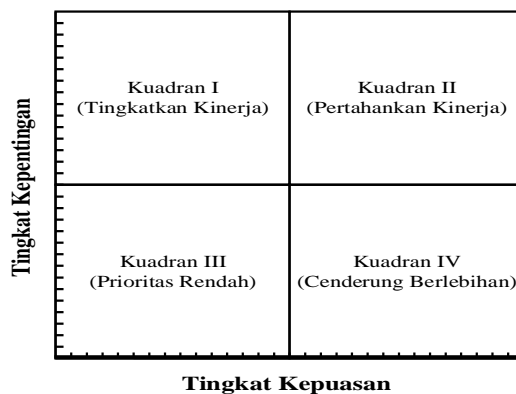 Tingkat Kepentingan
Kuadran I
(Tingkatkan Kinerja)
Kuadran II
(Pertahankan Kinerja)
Kuadran III
(Prioritas Rendah)
Kuadran IV
(Cenderung Berlebihan)
Tingkat Kepuasan